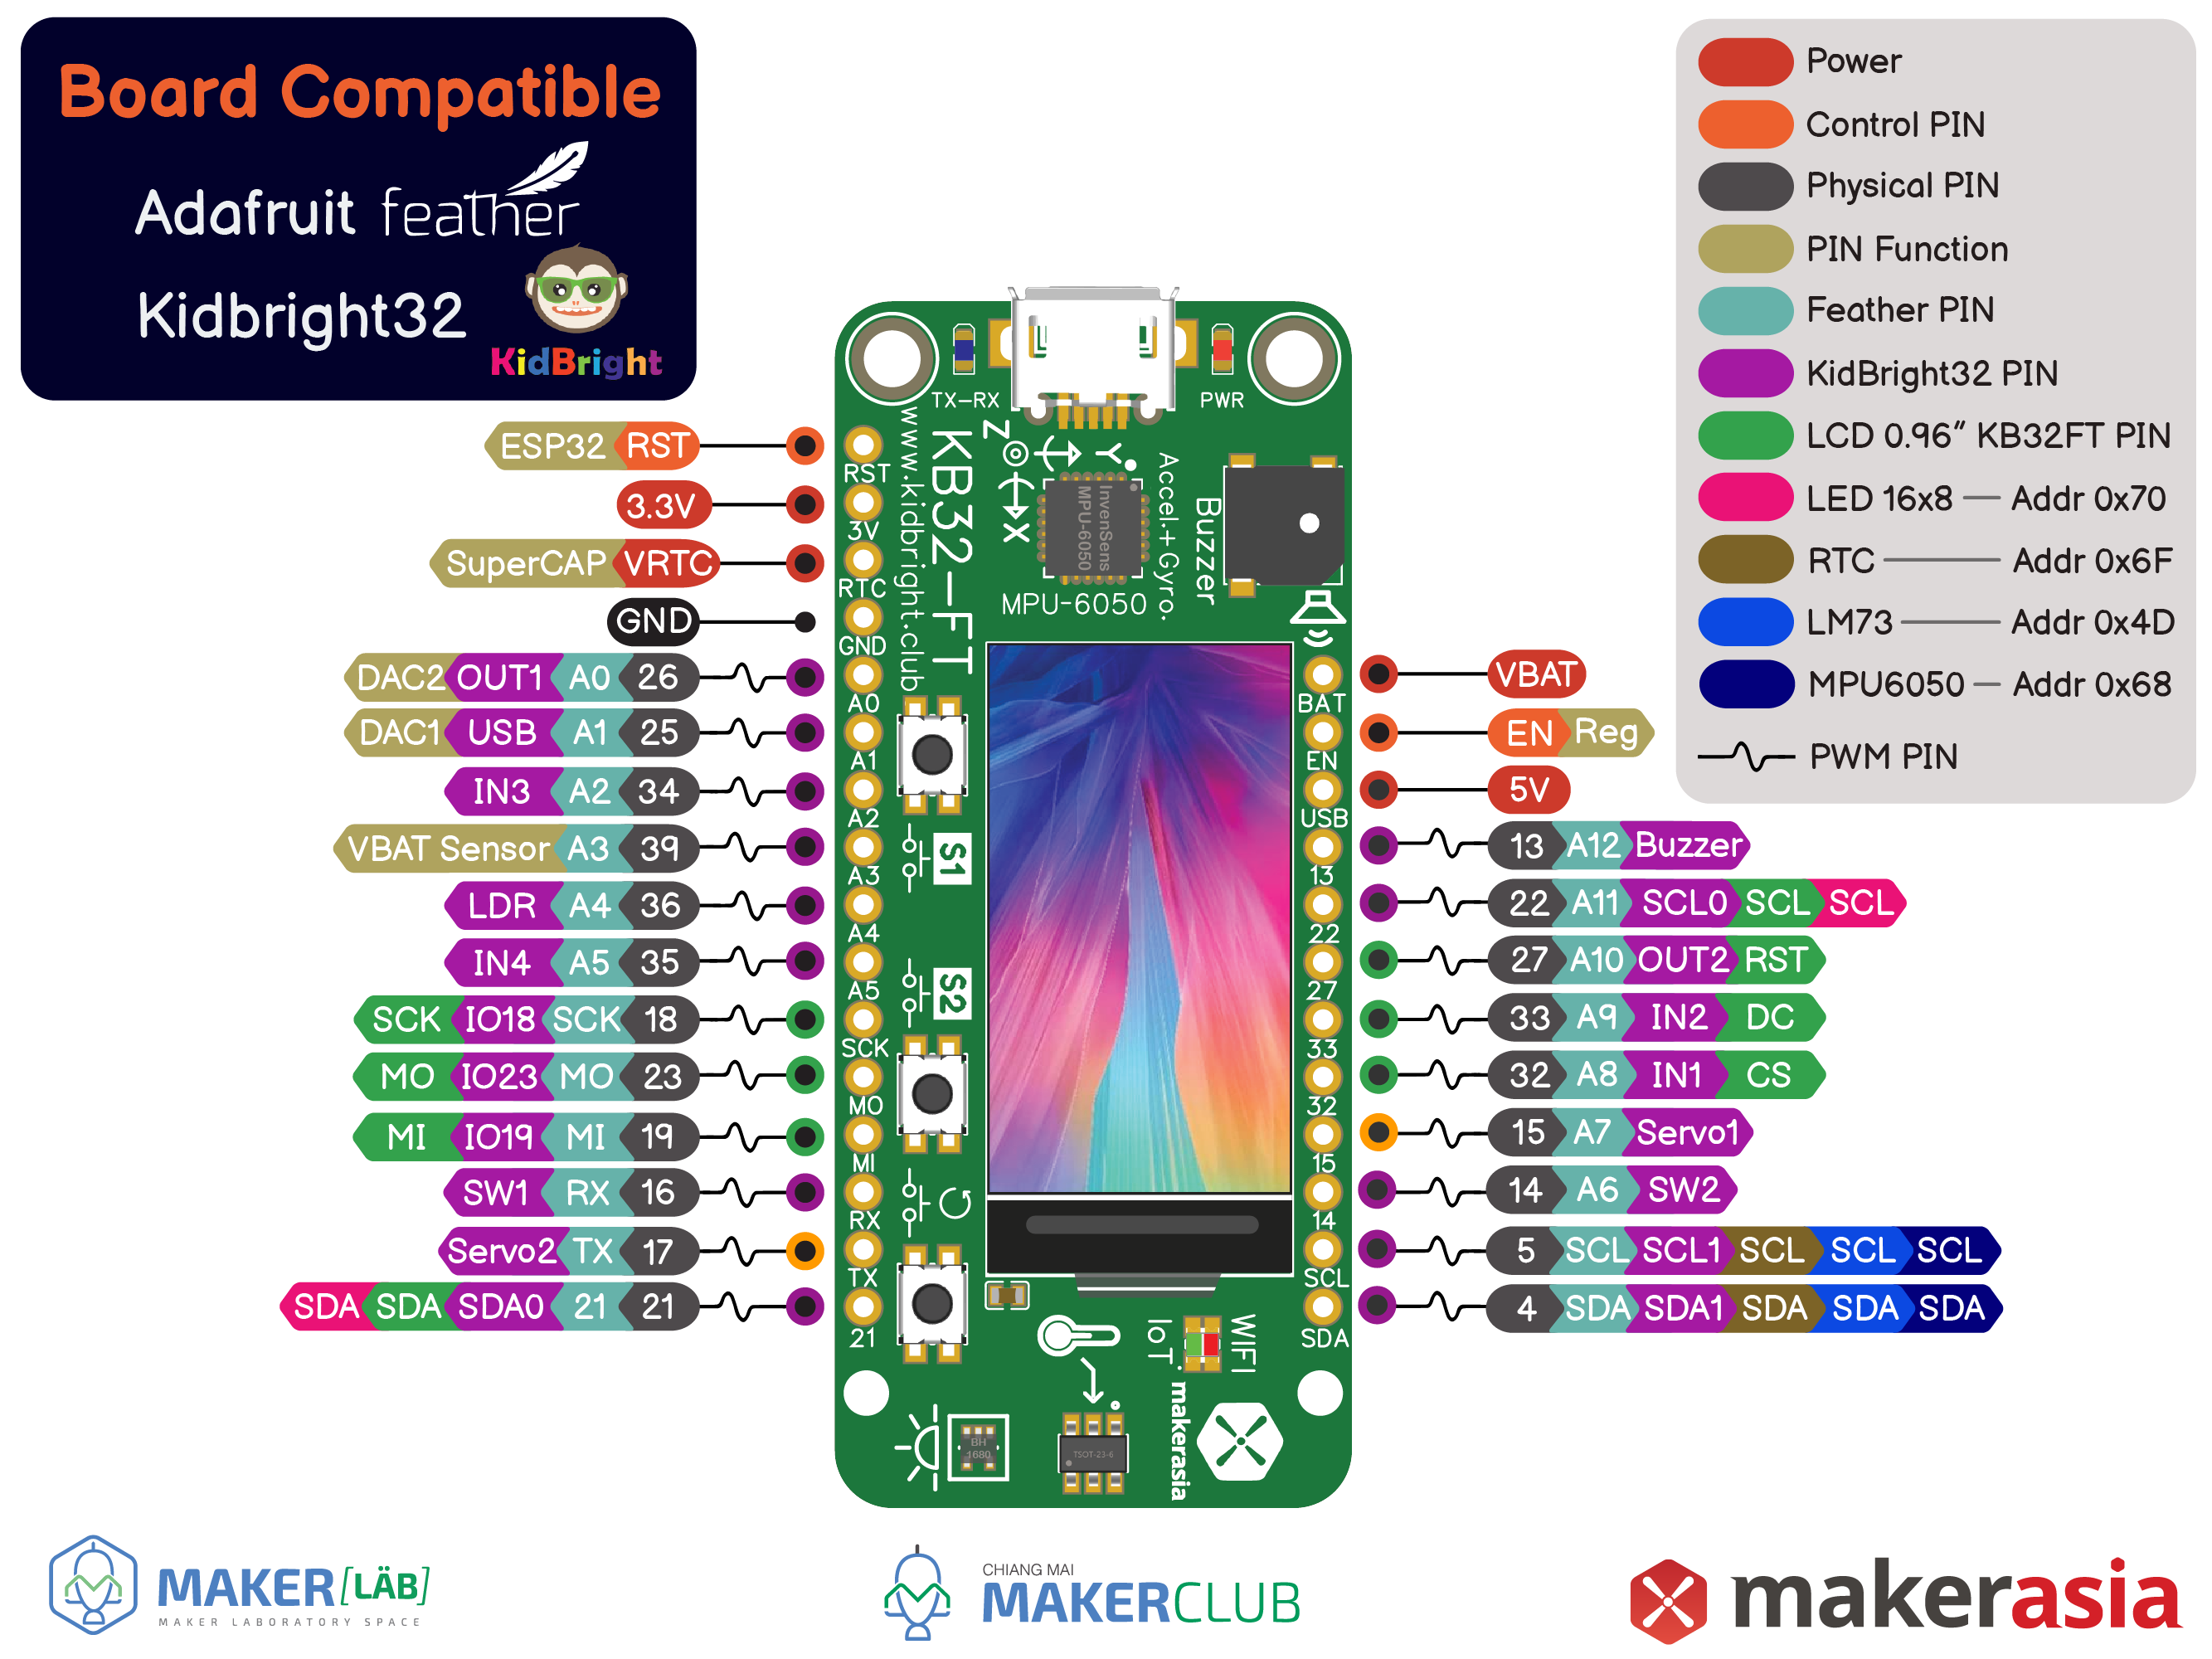 Board Compatible
Adafruit feather
Kidbright32
KidBright
Power
Control PIN
Physical PIN
PIN Function
Feather PIN
KidBright32 PIN
LCD 0.96" KB32FT PIN
LED 16x8 Addr 0x70
RTC Addr 0x6F
LM73 Addr 0x4D
MPU6050 Addr 0x68
PWM PIN
ESP32 RST
3.3V
SuperCAP VRTC
GND
DAC2 OUT1 A0 26
DAC1 USB A1 25
IN3 A2 34
VBAT Sensor A3 39
LDR A4 36
IN4 A5 35
SCK IO18 SCK 18
MO IO23 MO 23
MI IO19 MI 19
SW1 RX 16
Servo2 TX 17
SDA SDA SDA0 21 21
TX-RX
PWR
RST
3V
RTC
GND
A0
A1
A2
A3
A4
A5
SCK
MO
MI
RX
TX
21
www.kidbright.club
KB32-FT
Z
Y
X
InvenSens
MPU-6050
MPU-6050
Accel.+Gyro.
Buzzer
S1
S2
BAT
EN
USB
13
22
27
33
32
15
14
SCL
SDA
WIFI
IoT
makerasia
BH
1680
TSOT-23-6
VBAT
EN Reg
5V
13 A12 Buzzer
22 A11 SCL0 SCL SCL
27 A10 OUT2 RST
33 A9 IN2 DC
32 A8 IN1 CS
15 A7 Servo1
14 A6 SW2
5 SCL SCL1 SCL SCL SCL
4 SDA SDA1 SDA SDA SDA
MAKER [LÄB]
MAKER LABORATORY SPACE
CHIANG MAI
MAKERCLUB
makerasia